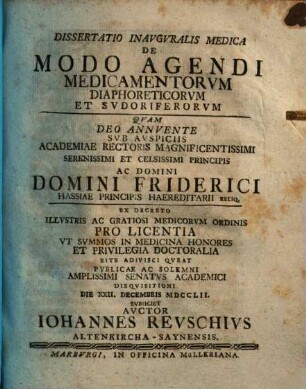 DISSERTATIO INAVGVRALIS MEDICA
DE
MODO AGENDI
MEDICAMENTORVM
DIAPHORETICORVM
ET SVDORIFERORVM
QVAM
DEO ANNVENTE
SVB AVSPICIIS
ACADEMIAE RECTORIS MAGNIFICENTISSIMI
SERENISSIMI ET CELSISSIMI PRINCIPIS
AC DOMINI
DOMINI FRIDERICI
HASSIAE PRINCIPIS HAEREDITARII RELIQ.
EX DECRETO
ILLVSTRIS AC GRATIOSI MEDICORVM ORDINIS
PRO LICENTIA
VT SVMMOS IN MEDICINA HONORES
ET PRIVILEGIA DOCTORALIA
RITE ADIPISCI QVEAT
PVBLICAE AC SOLEMNI
AMPLISSIMI SENATVS ACADEMICI
DISQVISITIONI
DIE XXII. DECEMBRIS MDCCLII.
SVBIICIET
AVCTOR
IOHANNES REVSCHIVS
ALTENKIRCHA-SAYNENSIS.
MARBVRGI, IN OFFICINA MüLLERIANA.